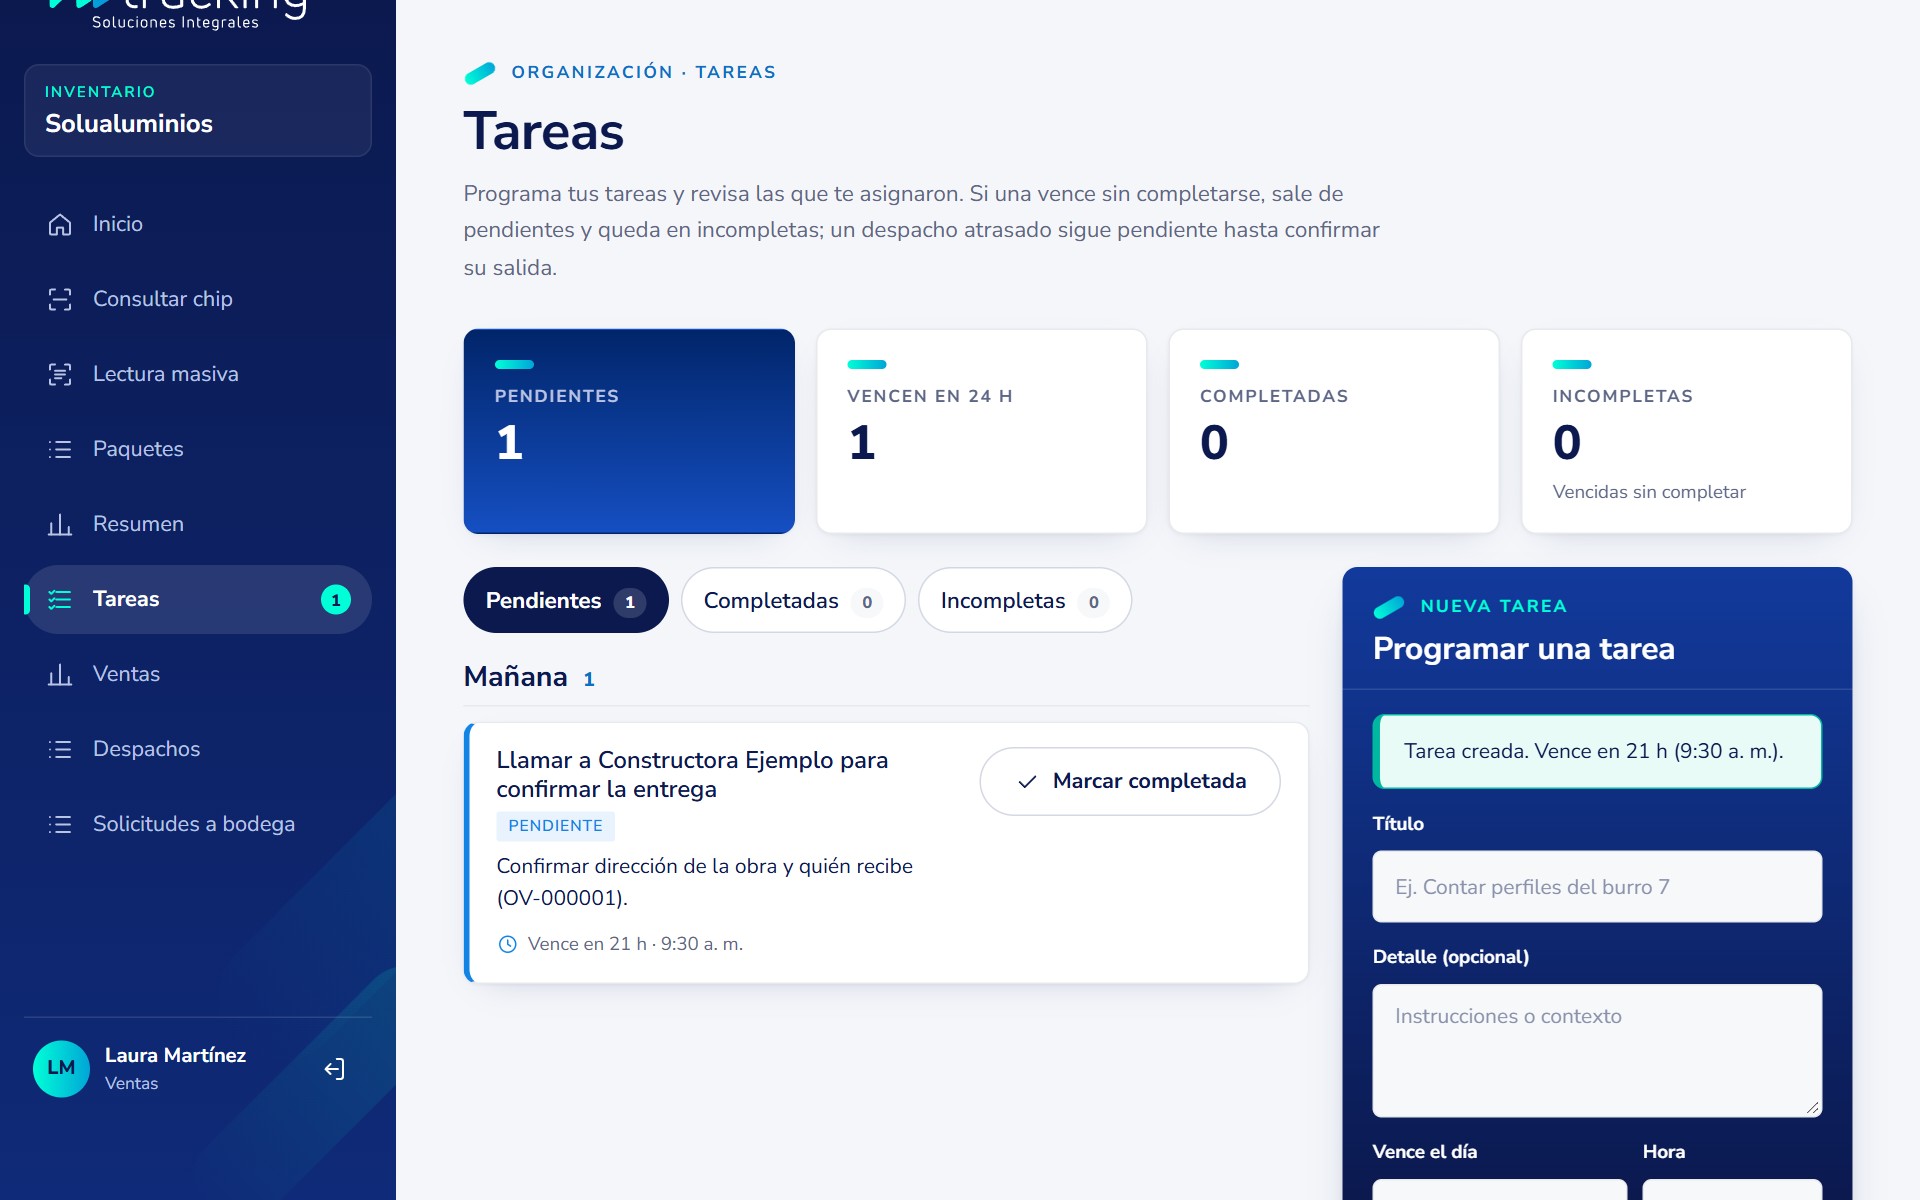 tracking
Soluciones Integrales
INVENTARIO
Solualuminios
Inicio
Consultar chip
Lectura masiva
Paquetes
Resumen
Tareas 1
Ventas
Despachos
Solicitudes a bodega
LM
Laura Martínez
Ventas
ORGANIZACIÓN · TAREAS
Tareas
Programa tus tareas y revisa las que te asignaron. Si una vence sin completarse, sale de
pendientes y queda en incompletas; un despacho atrasado sigue pendiente hasta confirmar
su salida.
PENDIENTES
1
VENCEN EN 24 H
1
COMPLETADAS
0
INCOMPLETAS
0
Vencidas sin completar
Pendientes 1
Completadas 0
Incompletas 0
Mañana 1
Llamar a Constructora Ejemplo para
confirmar la entrega
PENDIENTE
Confirmar dirección de la obra y quién recibe
(OV-000001).
Vence en 21 h · 9:30 a. m.
Marcar completada
NUEVA TAREA
Programar una tarea
Tarea creada. Vence en 21 h (9:30 a. m.).
Título
Ej. Contar perfiles del burro 7
Detalle (opcional)
Instrucciones o contexto
Vence el día
Hora